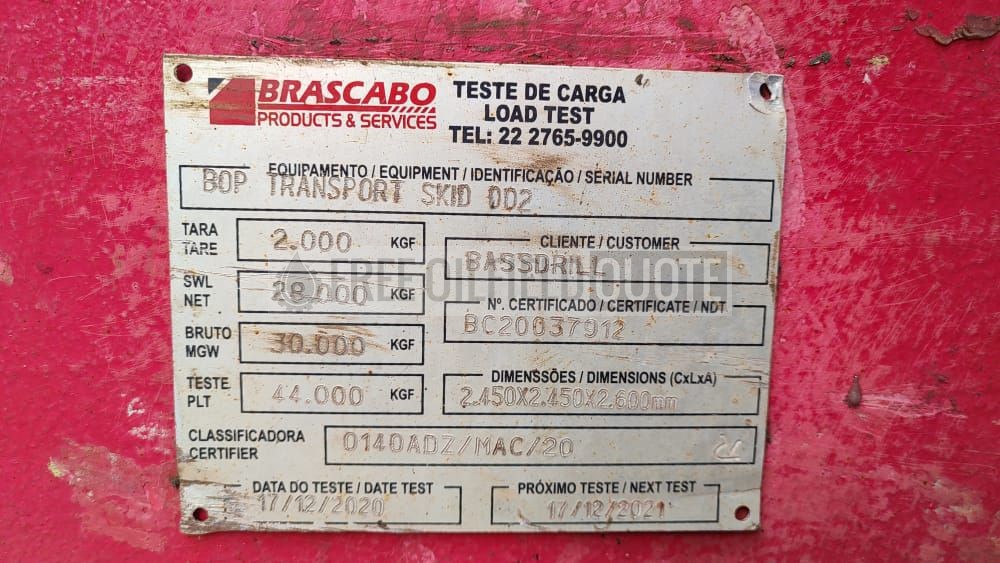 BRASCABO
PRODUCTS & SERVICES
TESTE DE CARGA
LOAD TEST
TEL: 22 2765-9900
EQUIPAMENTO / EQUIPMENT / IDENTIFICAÇÃO / SERIAL NUMBER
BOP TRANSPORT SKID 002
TARA
TARE
2.000 KGF
CLIENTE / CUSTOMER
BASSDRILL
FREE OILFIELD QUOTE
SWL
NET
28.000 KGF
Nº. CERTIFICADO / CERTIFICATE / NDT
BC20037912
BRUTO
MGW
30.000 KGF
TESTE
PLT
44.000 KGF
DIMENSSÕES / DIMENSIONS (CxLxA)
2.450X2.450X2.600mm
CLASSIFICADORA
CERTIFIER
0140ADZ/MAC/20
DATA DO TESTE / DATE TEST
17/12/2020
PRÓXIMO TESTE / NEXT TEST
17/12/2021